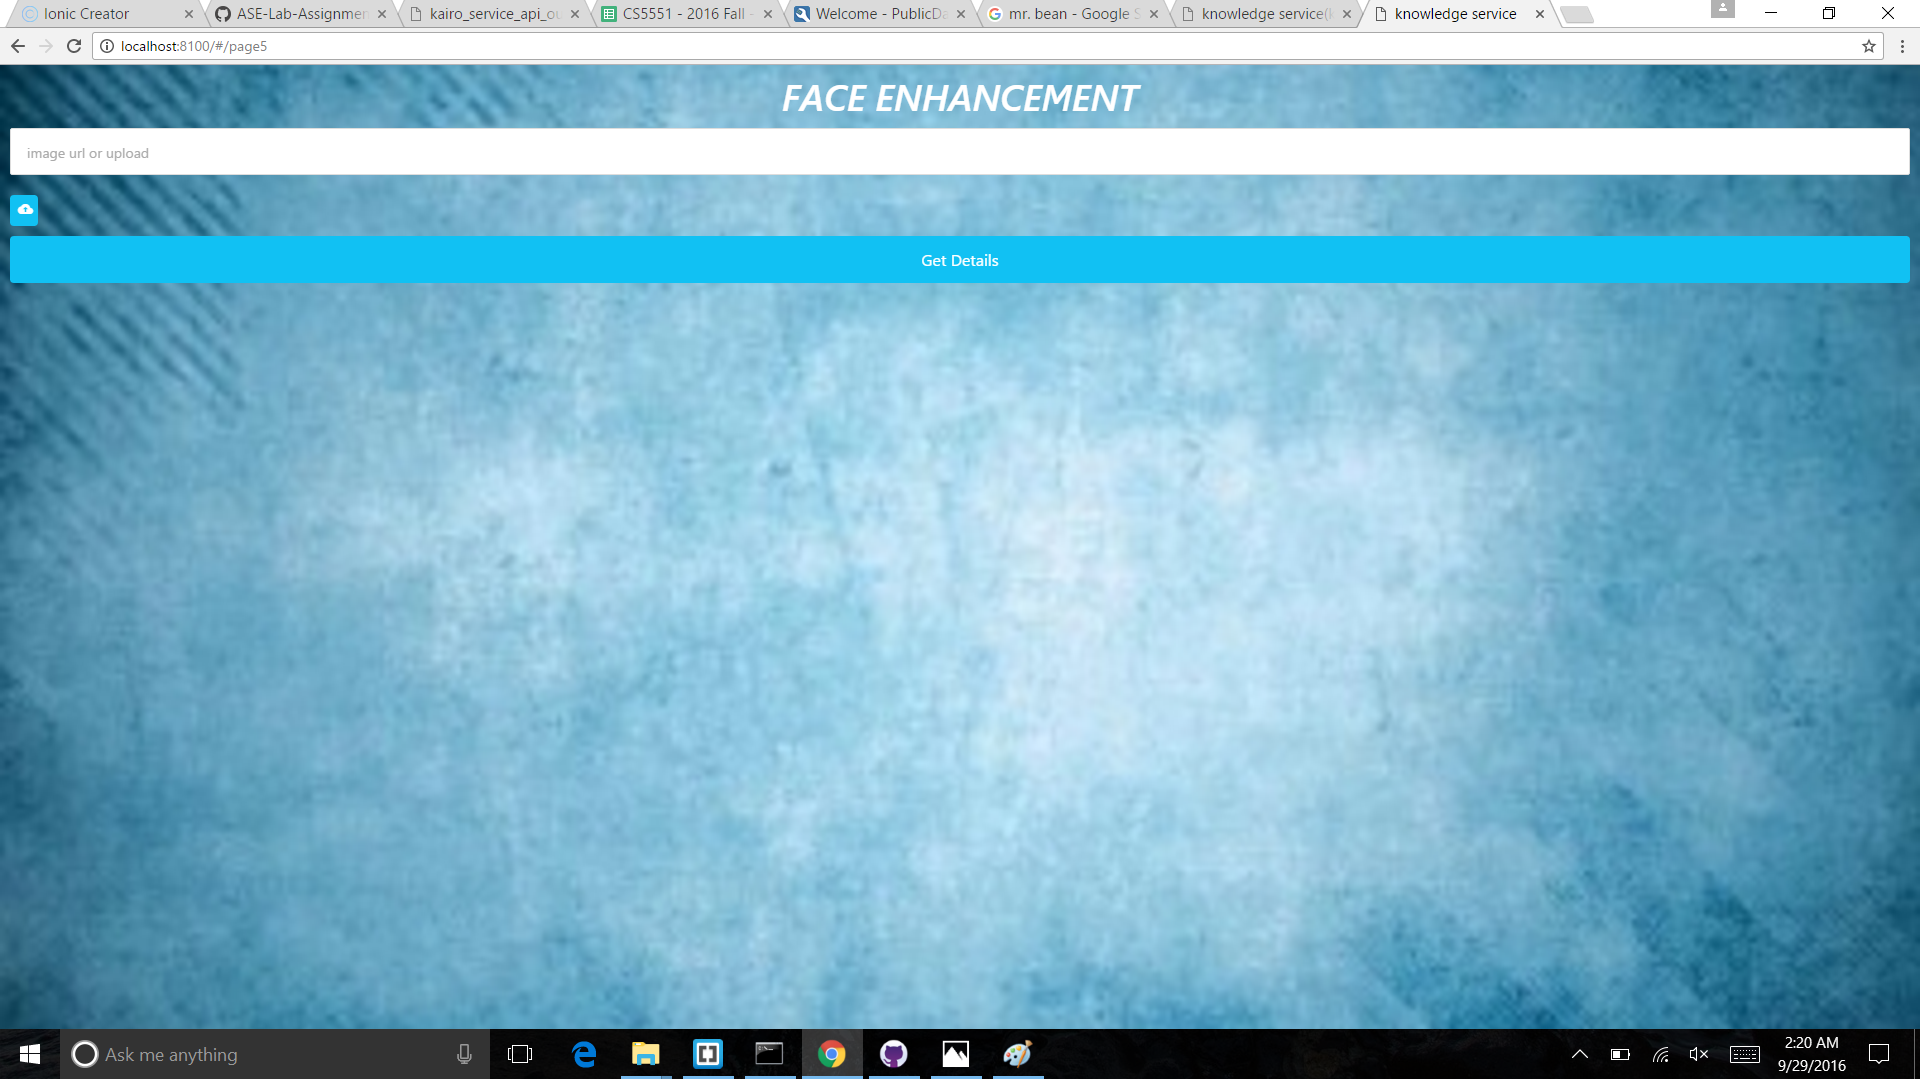 Ionic Creator
ASE-Lab-Assignmen
kairo_service_api_ou
CS5551 - 2016 Fall -
Welcome - PublicDa
mr. bean - Google S
knowledge service(k
knowledge service
localhost:8100/#/page5
FACE ENHANCEMENT
image url or upload
Get Details
Ask me anything
2:20 AM
9/29/2016